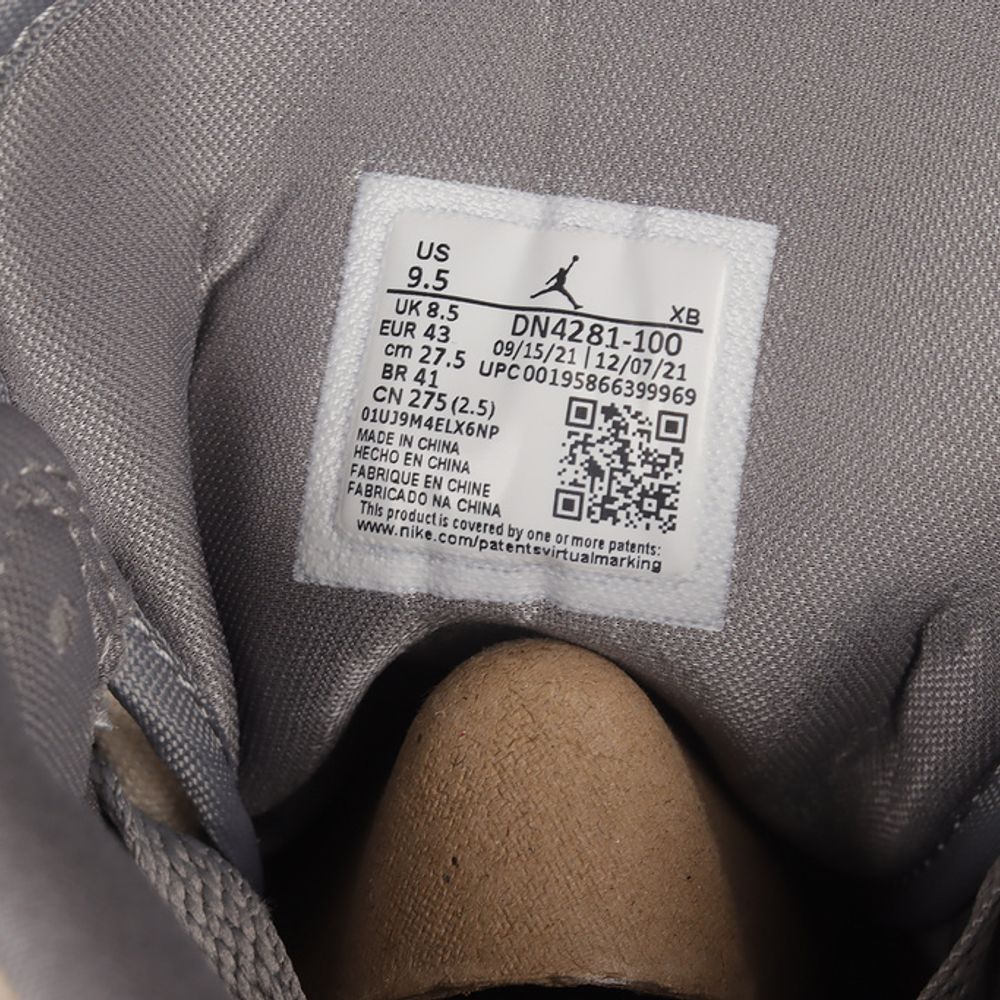 US
9.5
XB
UK 8.5
DN4281-100
EUR 43
09/15/21 | 12/07/21
cm 27.5
UPC 00195866399969
BR 41
CN 275 (2.5)
01UJ9M4ELX6NP
MADE IN CHINA
HECHO EN CHINA
FABRIQUE EN CHINE
FABRICADO NA CHINA
This product is covered by one or more patents:
www.nike.com/patentsvirtualmarking